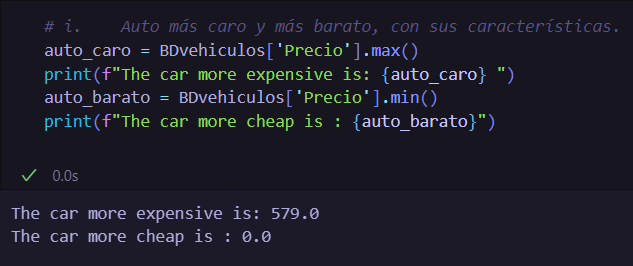 # i.    Auto más caro y más barato, con sus características.
auto_caro = BDvehiculos['Precio'].max()
print(f"The car more expensive is: {auto_caro} ")
auto_barato = BDvehiculos['Precio'].min()
print(f"The car more cheap is : {auto_barato}")
0.0s
The car more expensive is: 579.0
The car more cheap is : 0.0